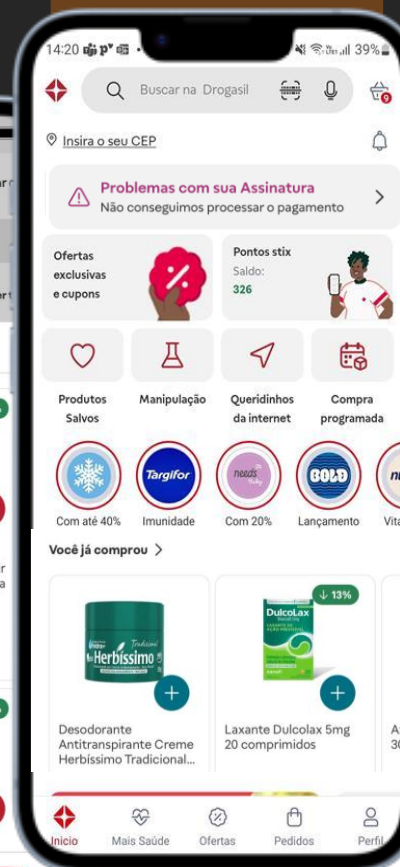 14:20
39%
Buscar na Drogasil
9
Insira o seu CEP
Problemas com sua Assinatura
Não conseguimos processar o pagamento
Ofertas
exclusivas
e cupons
Pontos stix
Saldo:
326
Produtos
Salvos
Manipulação
Queridinhos
da internet
Compra
programada
Targifor
needs
BOLD
Com até 40%
Imunidade
Com 20%
Lançamento
Você já comprou >
13%
Tradicional
Herbíssimo
DulcoLax
Desodorante
Antitranspirante Creme
Herbíssimo Tradicional...
Laxante Dulcolax 5mg
20 comprimidos
Início
Mais Saúde
Ofertas
Pedidos
Perfil